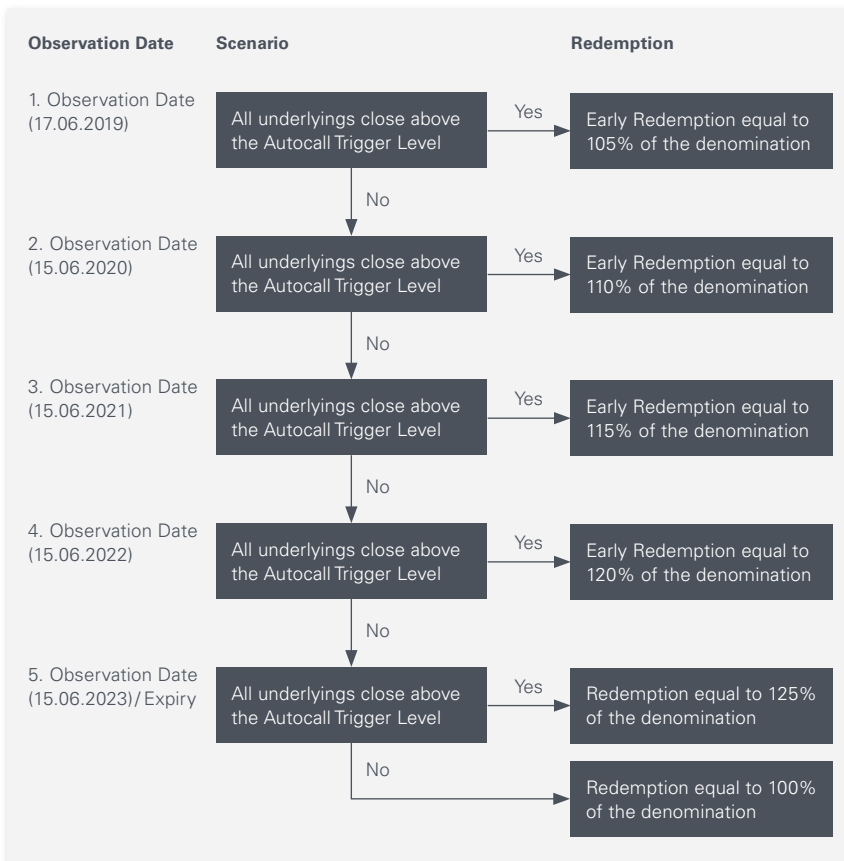 Observation Date Scenario Redemption
1. Observation Date
(17.06.2019)
All underlyings close above
the Autocall Trigger Level
Yes
Early Redemption equal to
105% of the denomination
No
2. Observation Date
(15.06.2020)
All underlyings close above
the Autocall Trigger Level
Yes
Early Redemption equal to
110% of the denomination
No
3. Observation Date
(15.06.2021)
All underlyings close above
the Autocall Trigger Level
Yes
Early Redemption equal to
115% of the denomination
No
4. Observation Date
(15.06.2022)
All underlyings close above
the Autocall Trigger Level
Yes
Early Redemption equal to
120% of the denomination
No
5. Observation Date
(15.06.2023)/Expiry
All underlyings close above
the Autocall Trigger Level
Yes
Redemption equal to 125%
of the denomination
No
Redemption equal to 100%
of the denomination